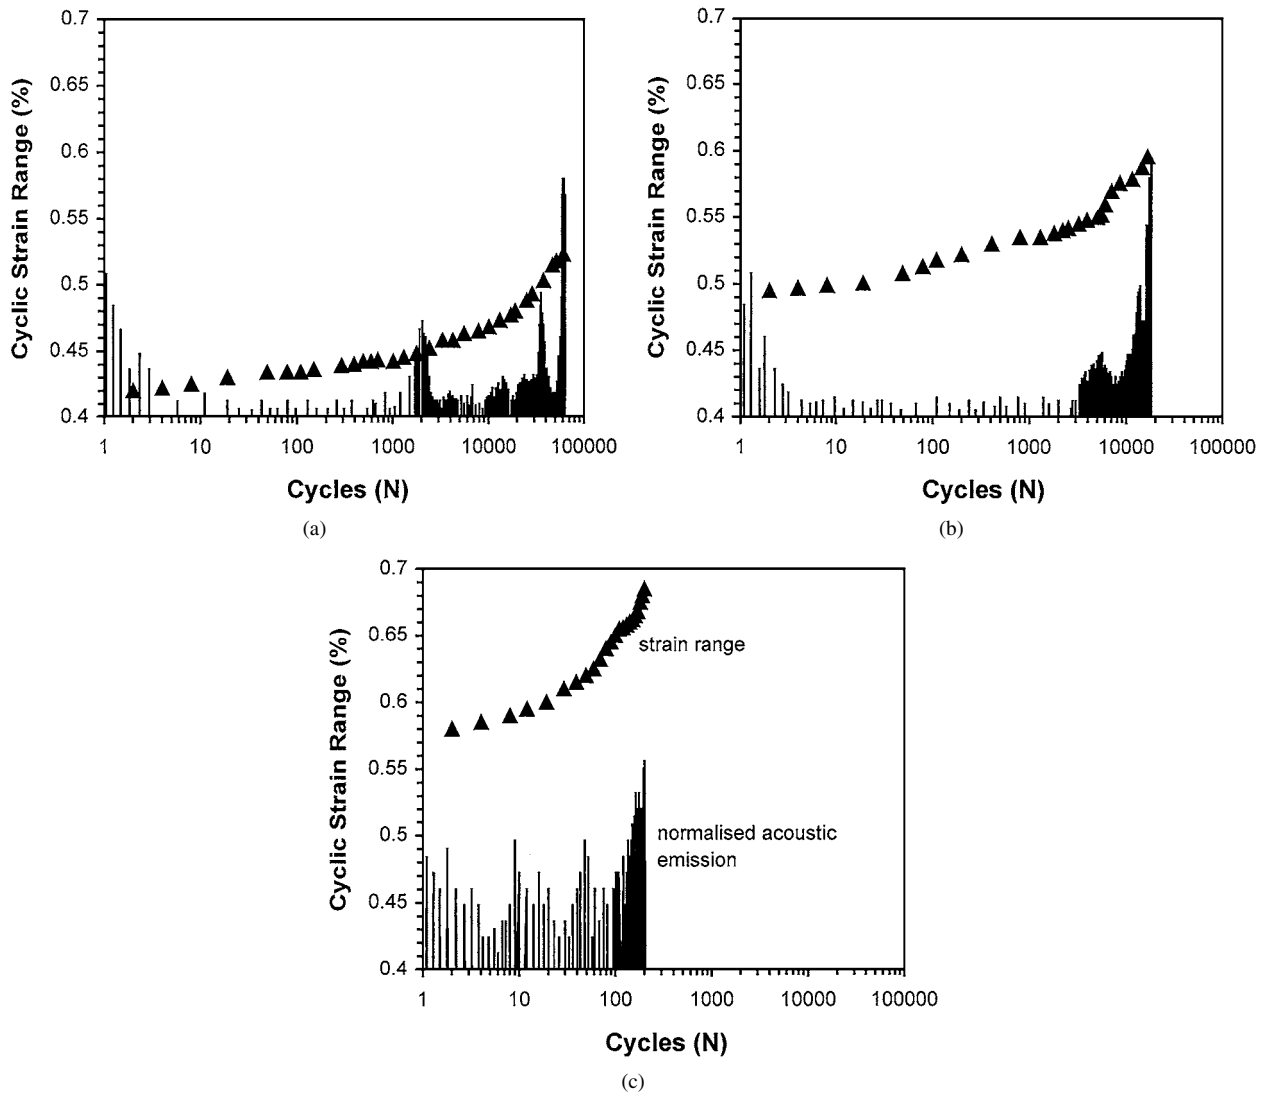 0.7
0.65
0.6
0.55
0.5
0.45
0.4
Cyclic Strain Range (%)
1 10 100 1000 10000 100000
Cycles (N)
(a)
0.7
0.65
0.6
0.55
0.5
0.45
0.4
Cyclic Strain Range (%)
1 10 100 1000 10000 100000
Cycles (N)
(b)
0.7
0.65
0.6
0.55
0.5
0.45
0.4
Cyclic Strain Range (%)
strain range
normalised acoustic
emission
1 10 100 1000 10000 100000
Cycles (N)
(c)